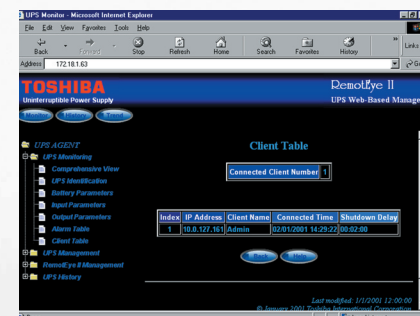 UPS Monitor - Microsoft Internet Explorer
File Edit View Favorites Tools Help
Back Forward Stop Refresh Home Search Favorites History » Links
Address 172.18.1.63
TOSHIBA
Uninterruptible Power Supply
RemotEye II
UPS Web-Based Manage
Monitor History Trend
UPS AGENT
UPS Monitoring
Comprehensive View
UPS Identification
Battery Parameters
Input Parameters
Output Parameters
Alarm Table
Client Table
UPS Management
RemotEye II Management
UPS History
Client Table
Connected Client Number 1
Index IP Address Client Name Connected Time Shutdown Delay
1 10.0.127.161 Admin 02/01/2001 14:29:22 00:02:00
Back Help
Last modified: 1/1/2001 12:00:00
© January 2001 Toshiba International Corporation